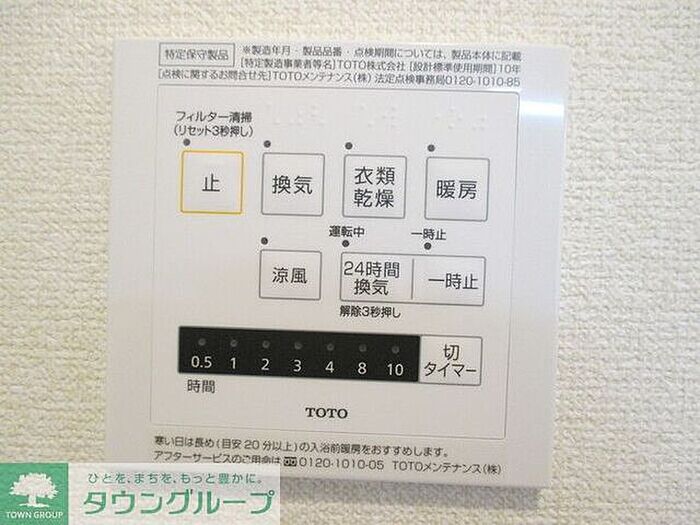 特定保守製品
※製造年月・製品品番・点検期間については、製品本体に記載
[特定製造事業者等名]TOTO株式会社 [設計標準使用期間]10年
[点検に関するお問合せ先]TOTOメンテナンス(株) 法定点検事務局0120-1010-85
フィルター清掃
(リセット3秒押し)
止
換気
衣類
乾燥
暖房
運転中
一時止
涼風
24時間
換気
一時止
解除3秒押し
0.5 1 2 3 4 8 10
切
タイマー
時間
TOTO
寒い日は長め(目安20分以上)の入浴前暖房をおすすめします。
アフターサービスのご用命は 0120-1010-05 TOTOメンテナンス(株)
ひとを、まちを、もっと豊かに。
タウングループ
TOWN GROUP